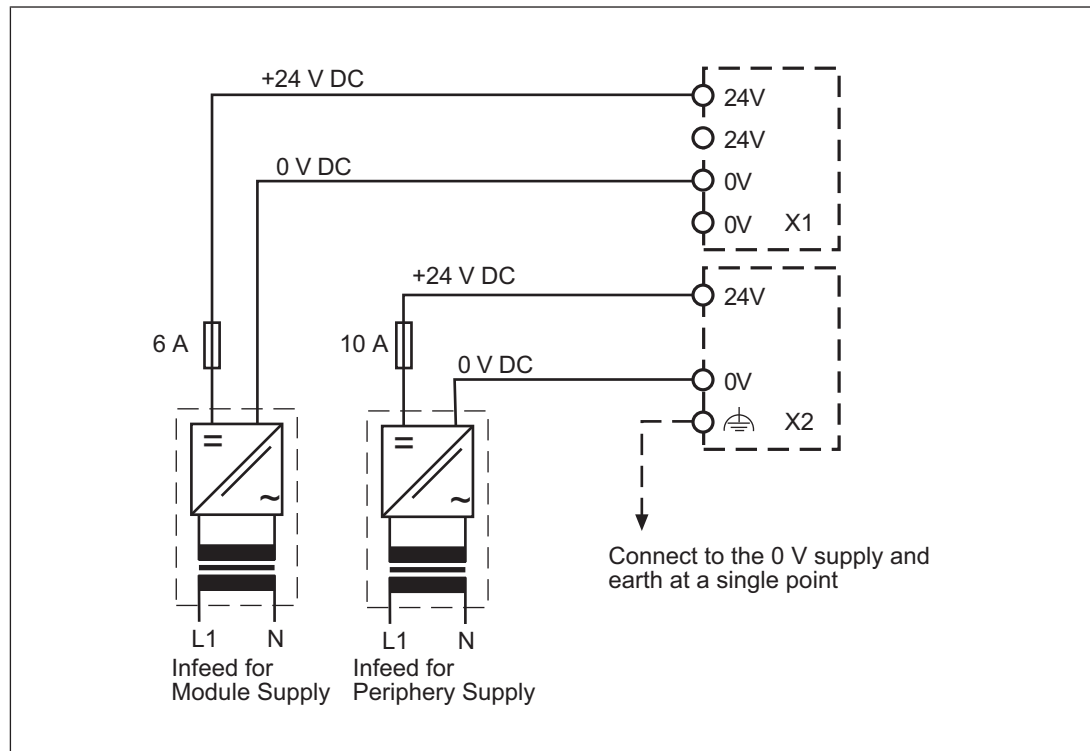 +24 V DC
24V
24V
0 V DC
0V
0V X1
+24 V DC
24V
6 A
10 A
0 V DC
0V
X2
=
~
=
~
Connect to the 0 V supply and
earth at a single point
L1 N
Infeed for
Module Supply
L1 N
Infeed for
Periphery Supply